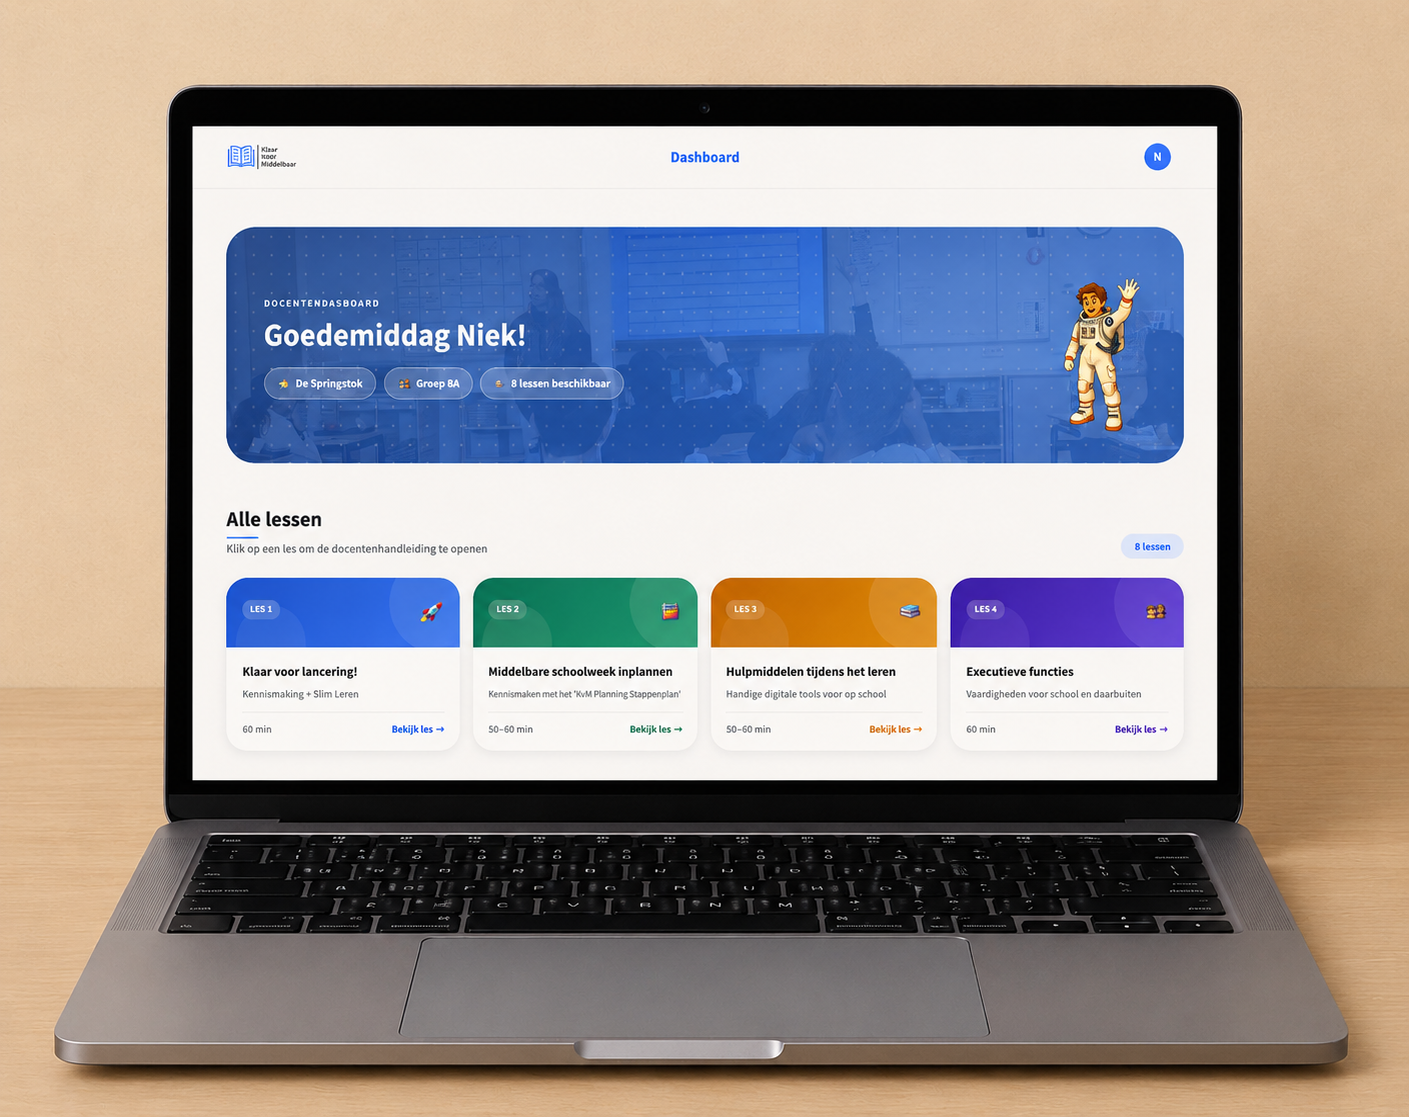 Klaar
Voor
Middelbaar
Dashboard
N
DOCENTENDASBOARD
Goedemiddag Niek!
De Springstok
Groep 8A
8 lessen beschikbaar
Alle lessen
Klik op een les om de docentenhandleiding te openen
8 lessen
LES 1
Klaar voor lancering!
Kennismaking + Slim Leren
60 min
Bekijk les →
LES 2
Middelbare schoolweek inplannen
Kennismaken met het 'KvM Planning Stappenplan'
50–60 min
Bekijk les →
LES 3
Hulpmiddelen tijdens het leren
Handige digitale tools voor op school
50–60 min
Bekijk les →
LES 4
Executieve functies
Vaardigheden voor school en daarbuiten
60 min
Bekijk les →